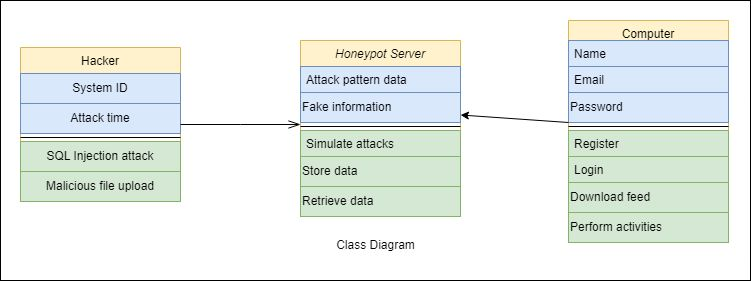 Hacker
System ID
Attack time
SQL Injection attack
Malicious file upload
Honeypot Server
Attack pattern data
Fake information
Simulate attacks
Store data
Retrieve data
Computer
Name
Email
Password
Register
Login
Download feed
Perform activities
Class Diagram